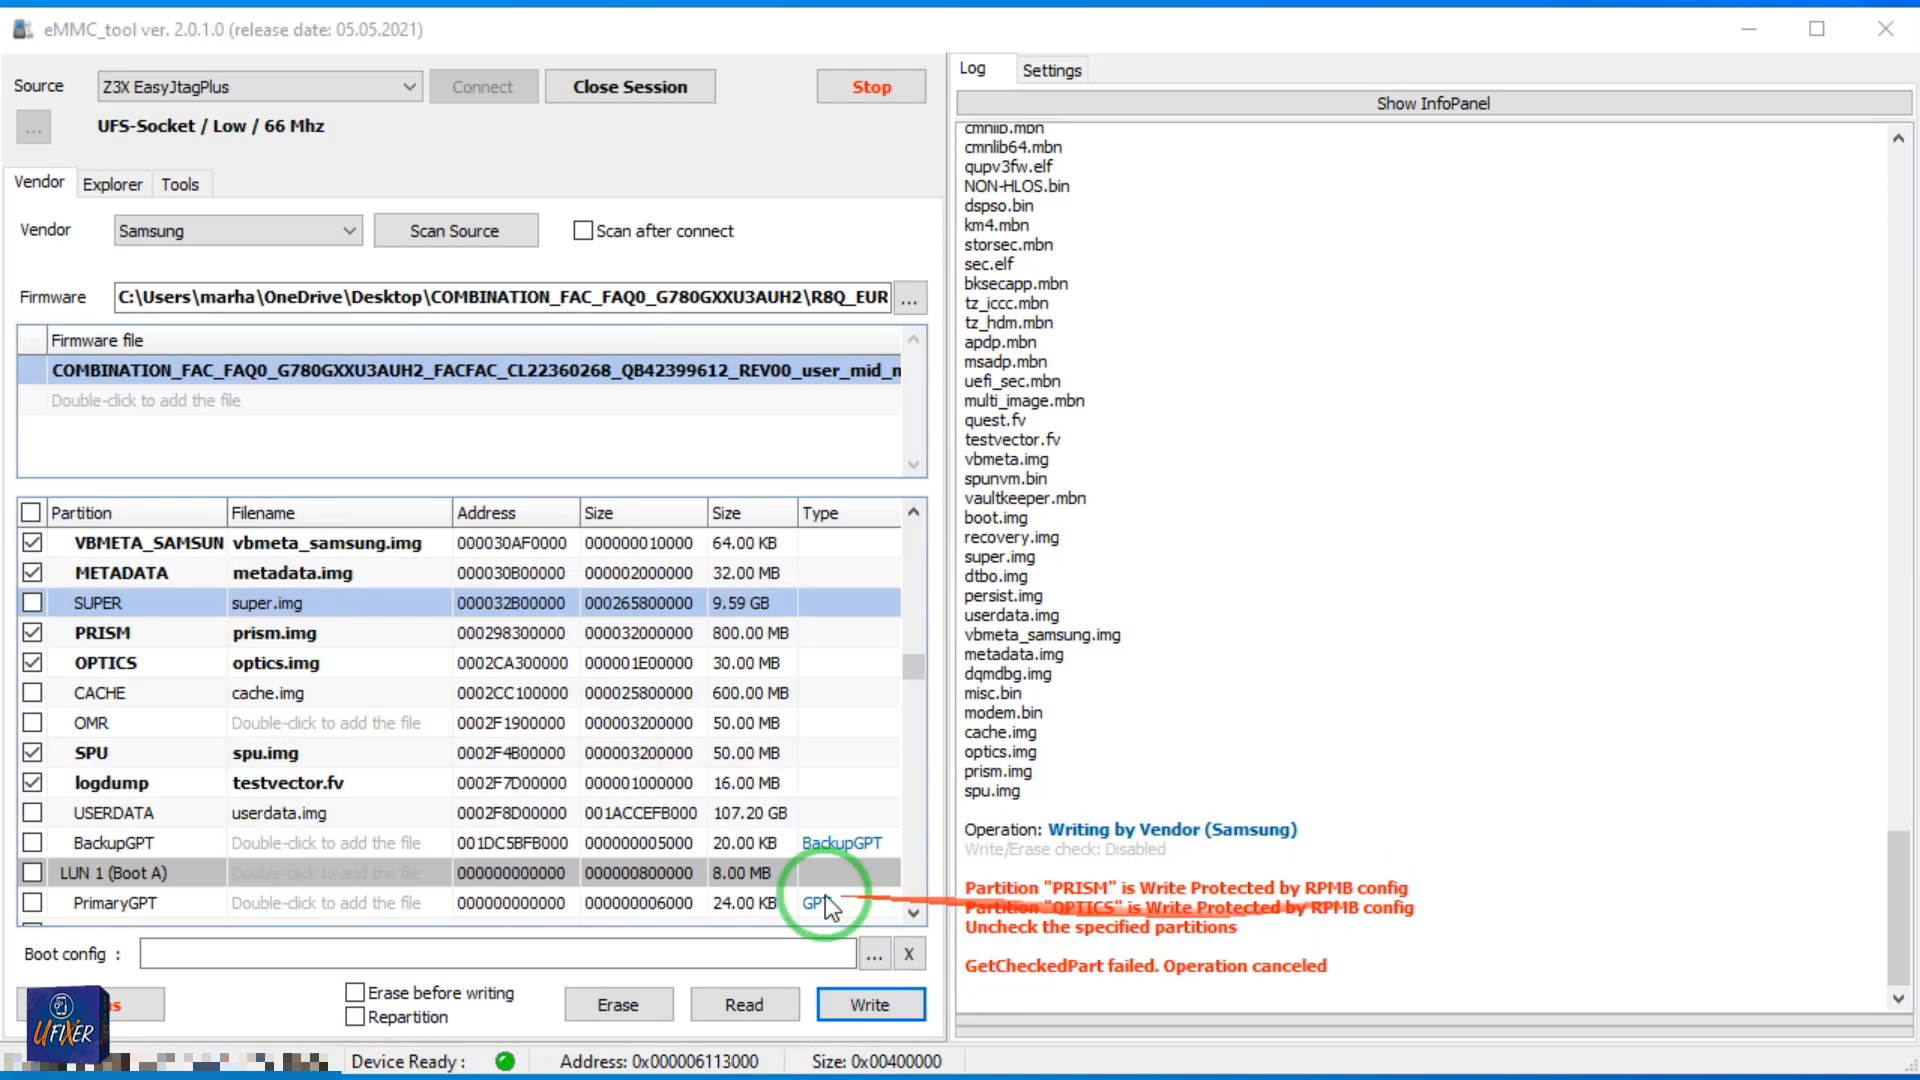 eMMC_tool ver. 2.0.1.0 (release date: 05.05.2021)
Source
Z3X EasyJtagPlus
Connect
Close Session
Stop
...
UFS-Socket / Low / 66 Mhz
Vendor
Explorer
Tools
Vendor
Samsung
Scan Source
Scan after connect
Firmware
C:\Users\marha\OneDrive\Desktop\COMBINATION_FAC_FAQ0_G780GXXU3AUH2\R8Q_EUR
...
Firmware file
COMBINATION_FAC_FAQ0_G780GXXU3AUH2_FACFAC_CL22360268_QB42399612_REV00_user_mid_n
Double-click to add the file
Partition Filename Address Size Size Type
VBMETA_SAMSUN vbmeta_samsung.img 000030AF0000 000000010000 64.00 KB
METADATA metadata.img 000030B00000 000002000000 32.00 MB
SUPER super.img 000032B00000 000265800000 9.59 GB
PRISM prism.img 000298300000 000032000000 800.00 MB
OPTICS optics.img 0002CA300000 000001E00000 30.00 MB
CACHE cache.img 0002CC100000 000025800000 600.00 MB
OMR Double-click to add the file 0002F1900000 000003200000 50.00 MB
SPU spu.img 0002F4B00000 000003200000 50.00 MB
logdump testvector.fv 0002F7D00000 000001000000 16.00 MB
USERDATA userdata.img 0002F8D00000 001ACCEFB000 107.20 GB
BackupGPT Double-click to add the file 001DC5BFB000 000000005000 20.00 KB BackupGPT
LUN 1 (Boot A) Double-click to add the file 000000000000 000000800000 8.00 MB
PrimaryGPT Double-click to add the file 000000000000 000000006000 24.00 KB GPT
Boot config :
...
X
UFIXER
Erase before writing
Repartition
Erase
Read
Write
Device Ready :
Address: 0x000006113000
Size: 0x00400000
Log
Settings
Show InfoPanel
cmnlib.mbn
cmnlib64.mbn
qupv3fw.elf
NON-HLOS.bin
dspso.bin
km4.mbn
storsec.mbn
sec.elf
bksecapp.mbn
tz_iccc.mbn
tz_hdm.mbn
apdp.mbn
msadp.mbn
uefi_sec.mbn
multi_image.mbn
quest.fv
testvector.fv
vbmeta.img
spunvm.bin
vaultkeeper.mbn
boot.img
recovery.img
super.img
dtbo.img
persist.img
userdata.img
vbmeta_samsung.img
metadata.img
dqmdbg.img
misc.bin
modem.bin
cache.img
optics.img
prism.img
spu.img
Operation: Writing by Vendor (Samsung)
Write/Erase check: Disabled
Partition "PRISM" is Write Protected by RPMB config
Partition "OPTICS" is Write Protected by RPMB config
Uncheck the specified partitions
GetCheckedPart failed. Operation canceled